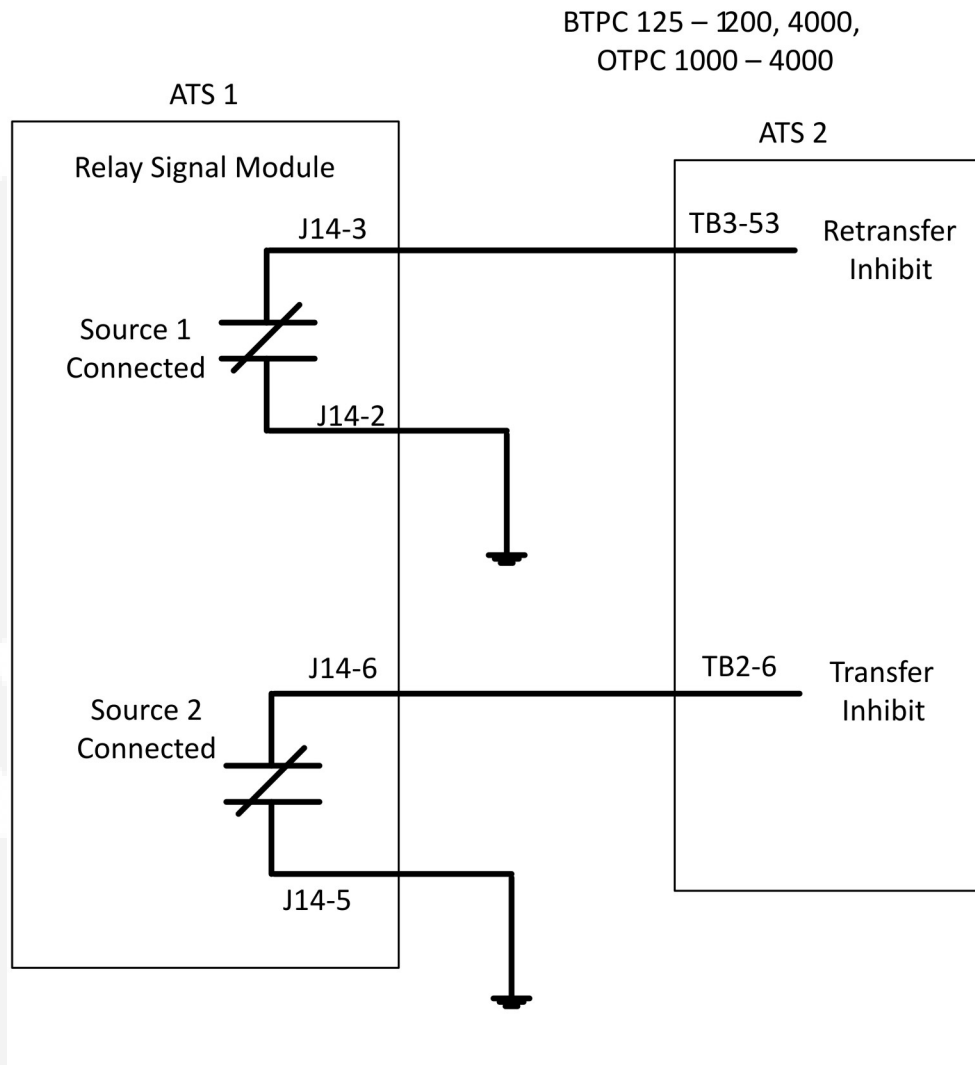 BTPC 125 – 1200, 4000,
OTPC 1000 – 4000
ATS 1
ATS 2
Relay Signal Module
J14-3
TB3-53
Retransfer
Inhibit
Source 1
Connected
J14-2
J14-6
TB2-6
Transfer
Inhibit
Source 2
Connected
J14-5